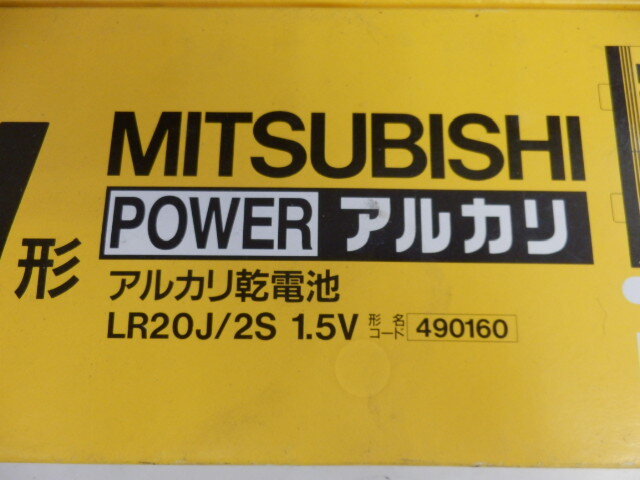 MITSUBISHI
POWER アルカリ
形
アルカリ乾電池
LR20J/2S 1.5V 形名コード 490160